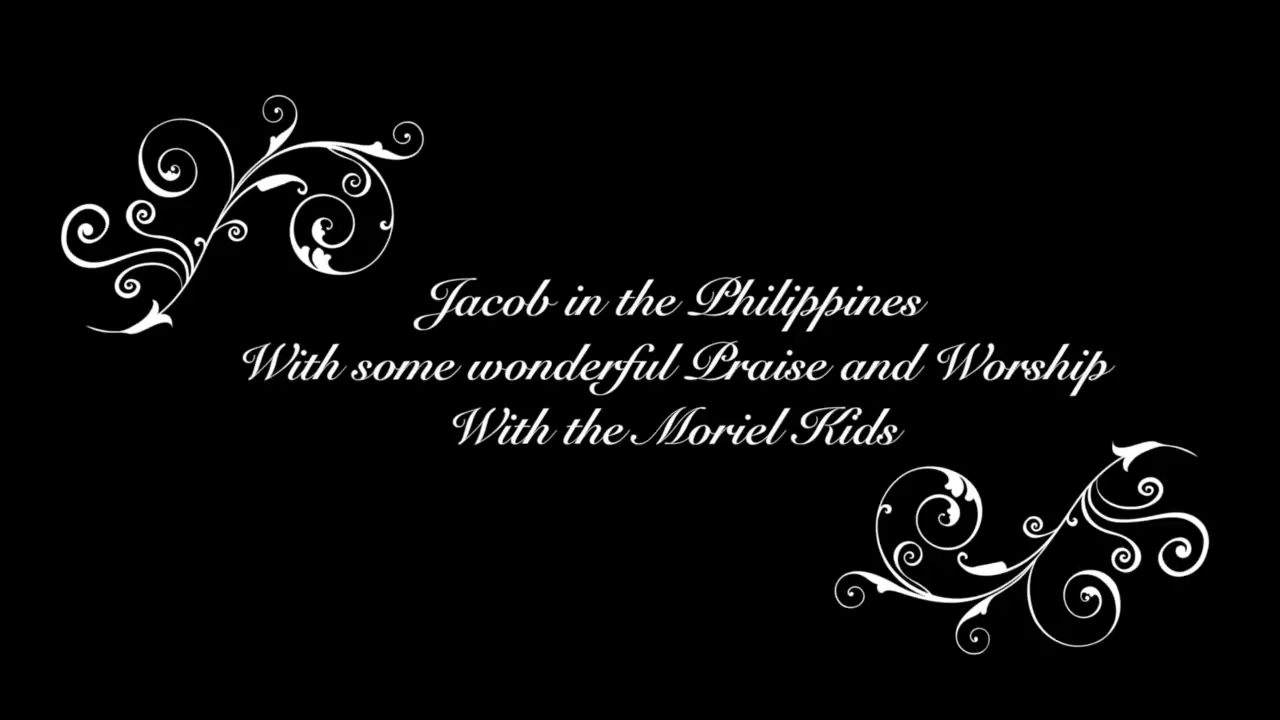 Jacob in the Philippines
With some wonderful Praise and Worship
With the Moriel Kids